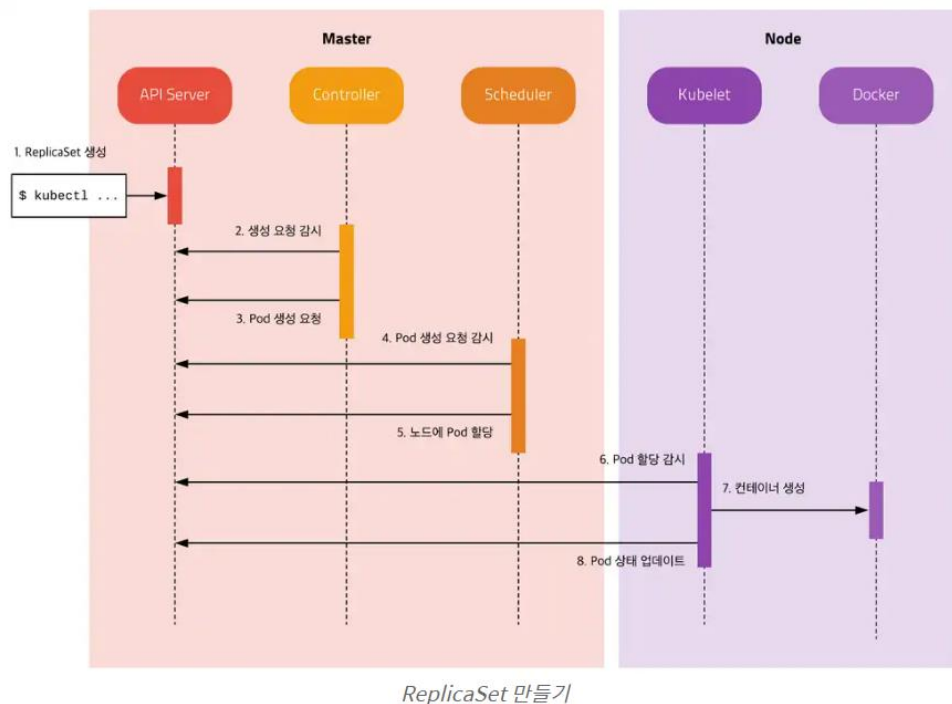 Master
Node
API Server
Controller
Scheduler
Kubelet
Docker
1. ReplicaSet 생성
$ kubectl ...
2. 생성 요청 감시
3. Pod 생성 요청
4. Pod 생성 요청 감시
5. 노드에 Pod 할당
6. Pod 할당 감시
7. 컨테이너 생성
8. Pod 상태 업데이트
ReplicaSet 만들기